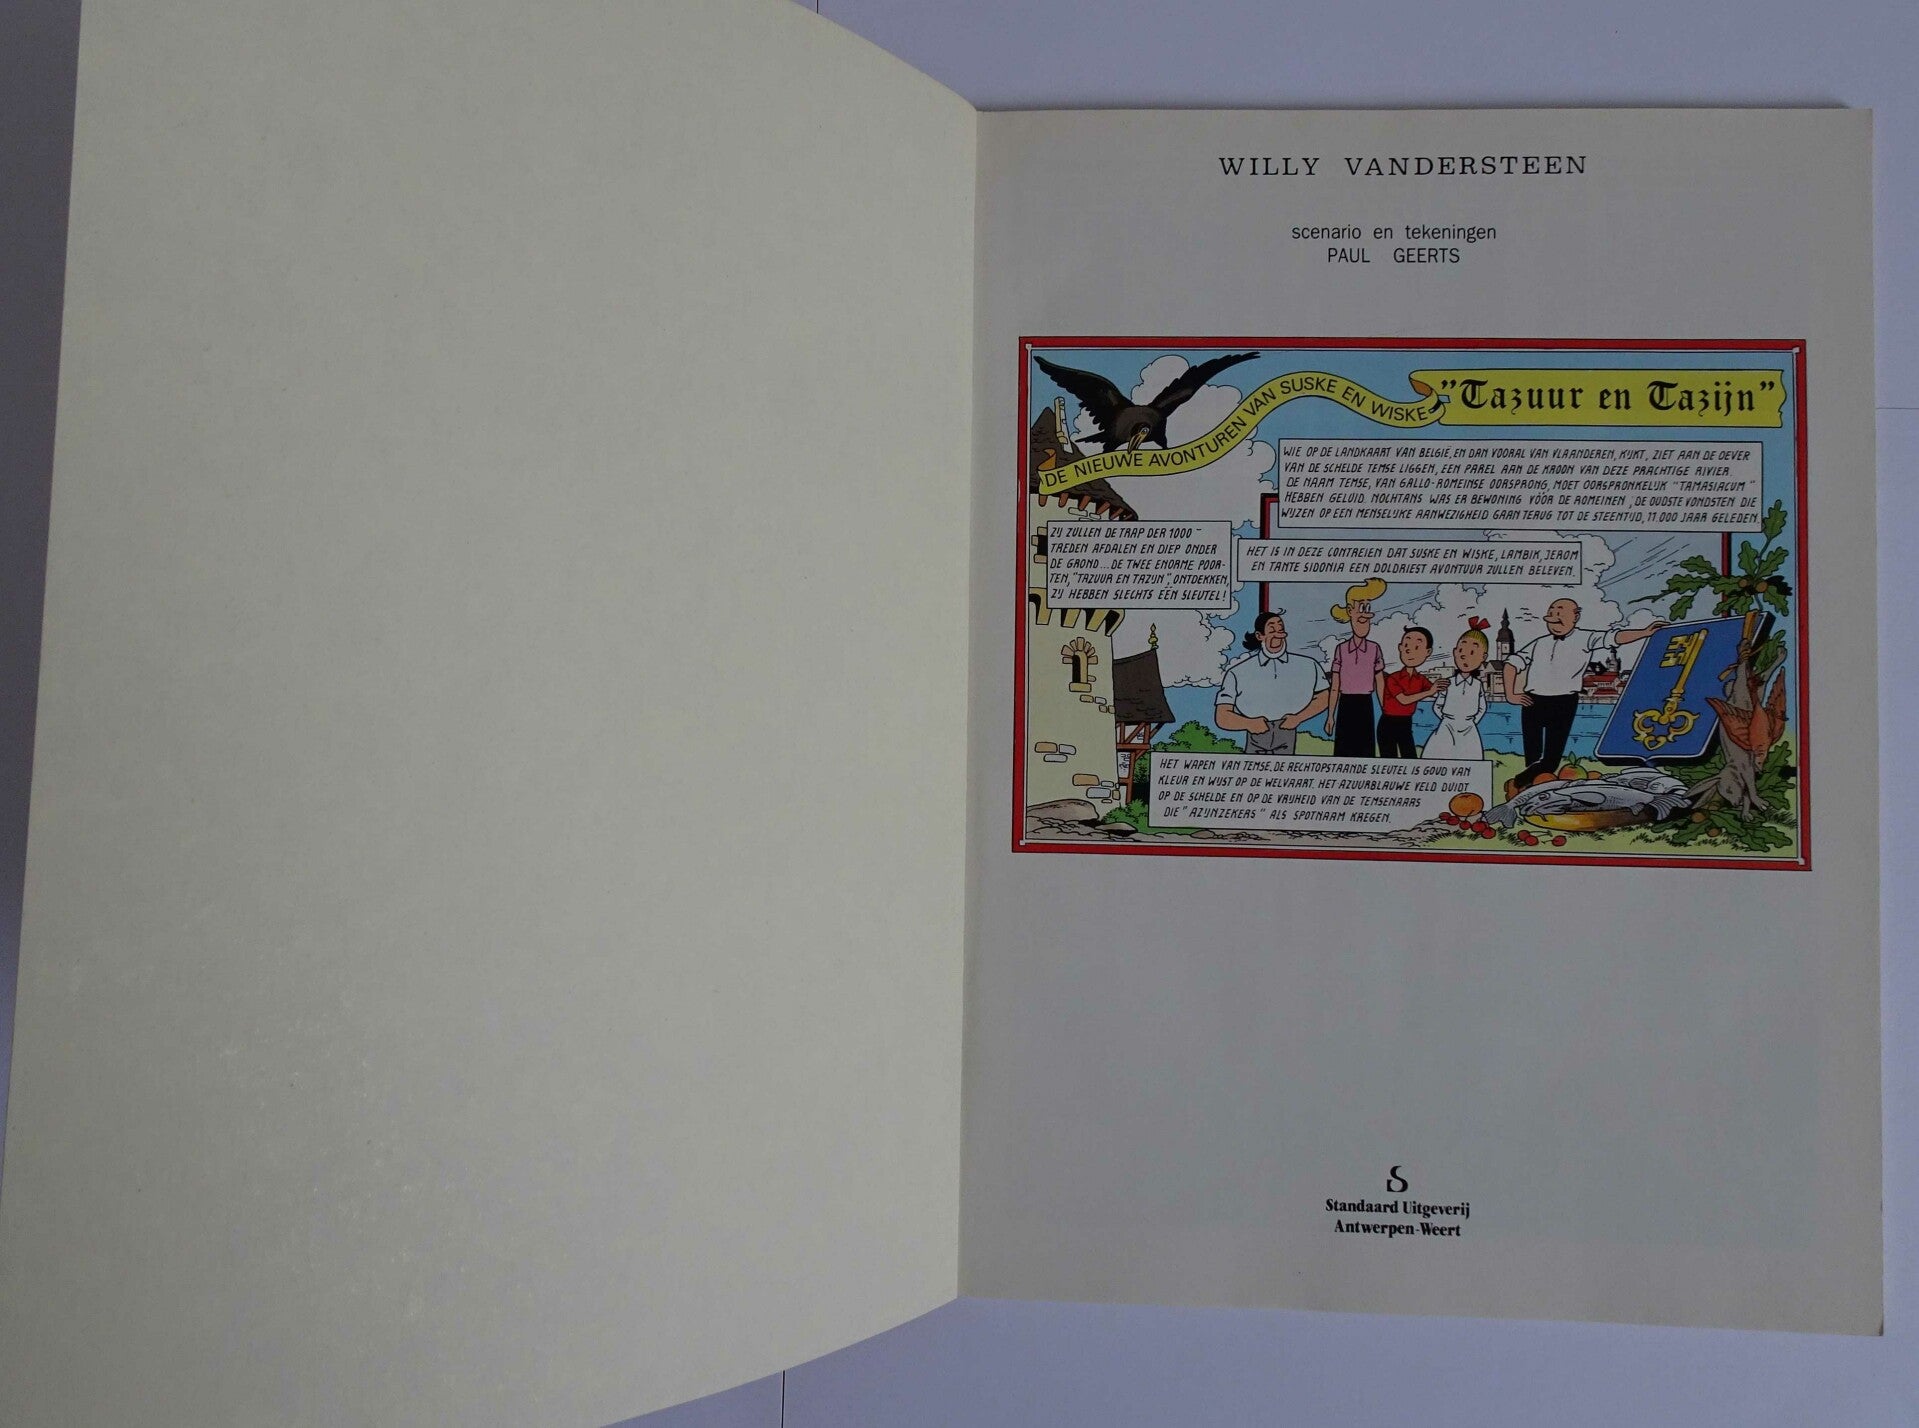 WILLY VANDERSTEEN
scenario en tekeningen
PAUL GEERTS
DE NIEUWE AVONTUREN VAN SUSKE EN WISKE
"Tazuur en Tazijn"
WIE OP DE LANDKAART VAN BELGIË, EN DAN VOORAL VAN VLAANDEREN, KIJKT, ZIET AAN DE OEVER
VAN DE SCHELDE TEMSE LIGGEN, EEN PAREL AAN DE KROON VAN DEZE PRACHTIGE RIVIER.
DE NAAM TEMSE, VAN GALLO-ROMEINSE OORSPRONG, MOET OORSPRONKELIJK "TAMASIACUM"
HEBBEN GELUID. NOCHTANS WAS ER BEWONING VÓÓR DE ROMEINEN, DE OUDSTE VONDSTEN DIE
WIJZEN OP EEN MENSELIJKE AANWEZIGHEID GAAN TERUG TOT DE STEENTIJD, 11.000 JAAR GELEDEN.
HET IS IN DEZE CONTREIEN DAT SUSKE EN WISKE, LAMBIK, JEROM
EN TANTE SIDONIA EEN DOLDRIEST AVONTUUR ZULLEN BELEVEN.
ZIJ ZULLEN DE TRAP DER 1000-
TREDEN AFDALEN EN DIEP ONDER
DE GROND... DE TWEE ENORME POOR-
TEN, "TAZUUR EN TAZIJN", ONTDEKKEN,
ZIJ HEBBEN SLECHTS ÉÉN SLEUTEL!
HET WAPEN VAN TEMSE, DE RECHTOPSTAANDE SLEUTEL IS GOUD VAN
KLEUR EN WIJST OP DE WELVAART. HET AZUURBLAUWE VELD DUIDT
OP DE SCHELDE EN OP DE VRIJHEID VAN DE TEMSENAARS
DIE "AZIJNZEKERS" ALS SPOTNAAM KREGEN.
S
Standaard Uitgeverij
Antwerpen-Weert